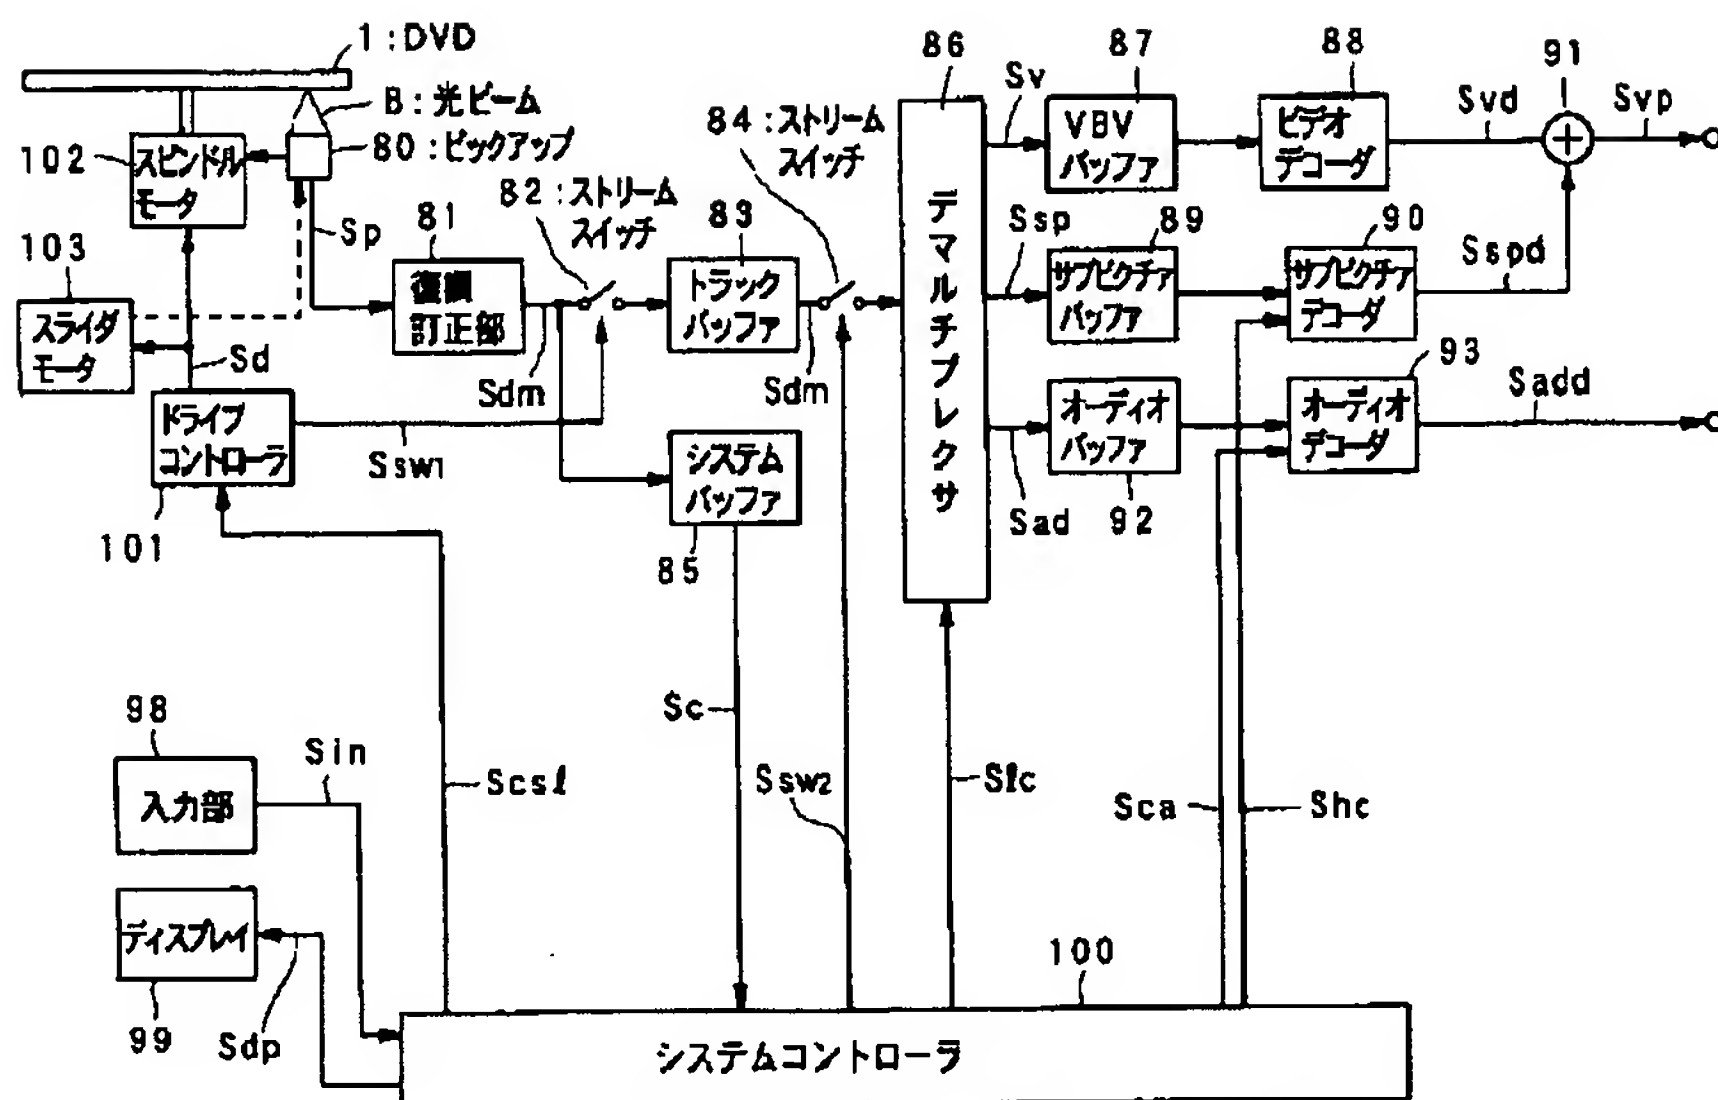 1:DVD
B:光ビーム
80:ピックアップ
102
スピンドル
モータ
103
スライダ
モータ
Sp
81
復調
訂正部
82:ストリーム
スイッチ
83
トラック
バッファ
84:ストリーム
スイッチ
86
デマルチプレクサ
Sv
87
VBV
バッファ
88
ビデオ
デコーダ
Svd
91
Svp
Ssp
89
サブピクチャ
バッファ
90
サブピクチャ
デコーダ
Sspd
Sd
Sdm
Sdm
ドライブ
コントローラ
101
Ssw1
システム
バッファ
85
Sad
オーディオ
バッファ
92
93
オーディオ
デコーダ
Sadd
98
入力部
Sin
Scsl
Sc
Ssw2
Slc
Sca
Shc
ディスプレイ
99
Sdp
100
システムコントローラ